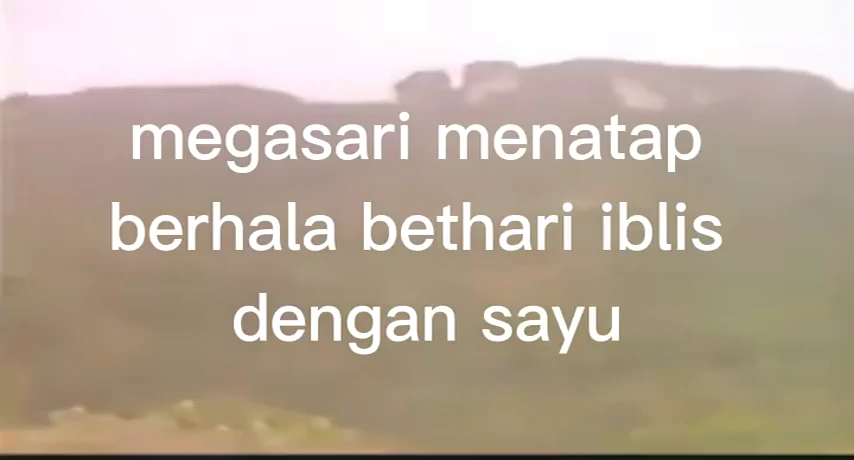 megasari menatap
berhala bethari iblis
dengan sayu